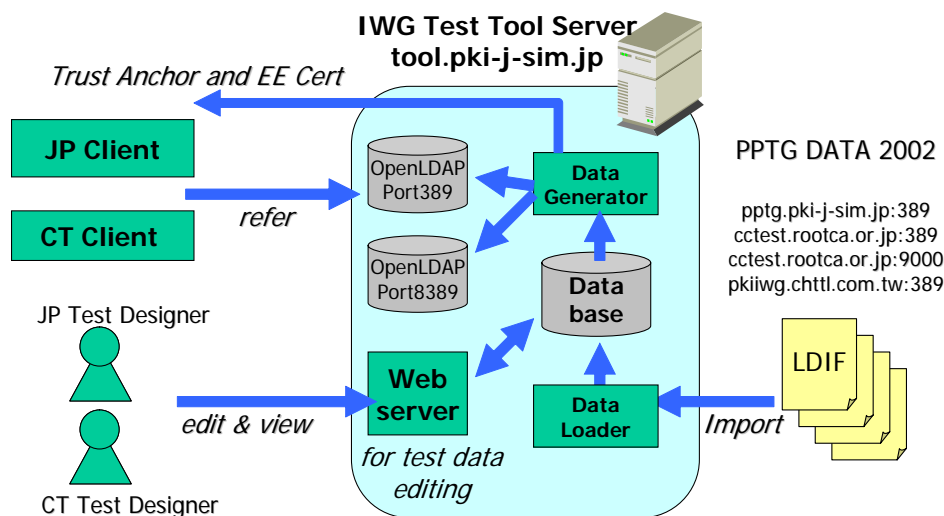 IWG Test Tool Server
tool.pki-j-sim.jp
Trust Anchor and EE Cert
JP Client
CT Client
refer
OpenLDAP
Port389
OpenLDAP
Port8389
Data
Generator
Data
base
PPTG DATA 2002
pptg.pki-j-sim.jp:389
cctest.rootca.or.jp:389
cctest.rootca.or.jp:9000
pkiiwg.chttl.com.tw:389
JP Test Designer
CT Test Designer
edit & view
Web
server
for test data
editing
Data
Loader
Import
LDIF